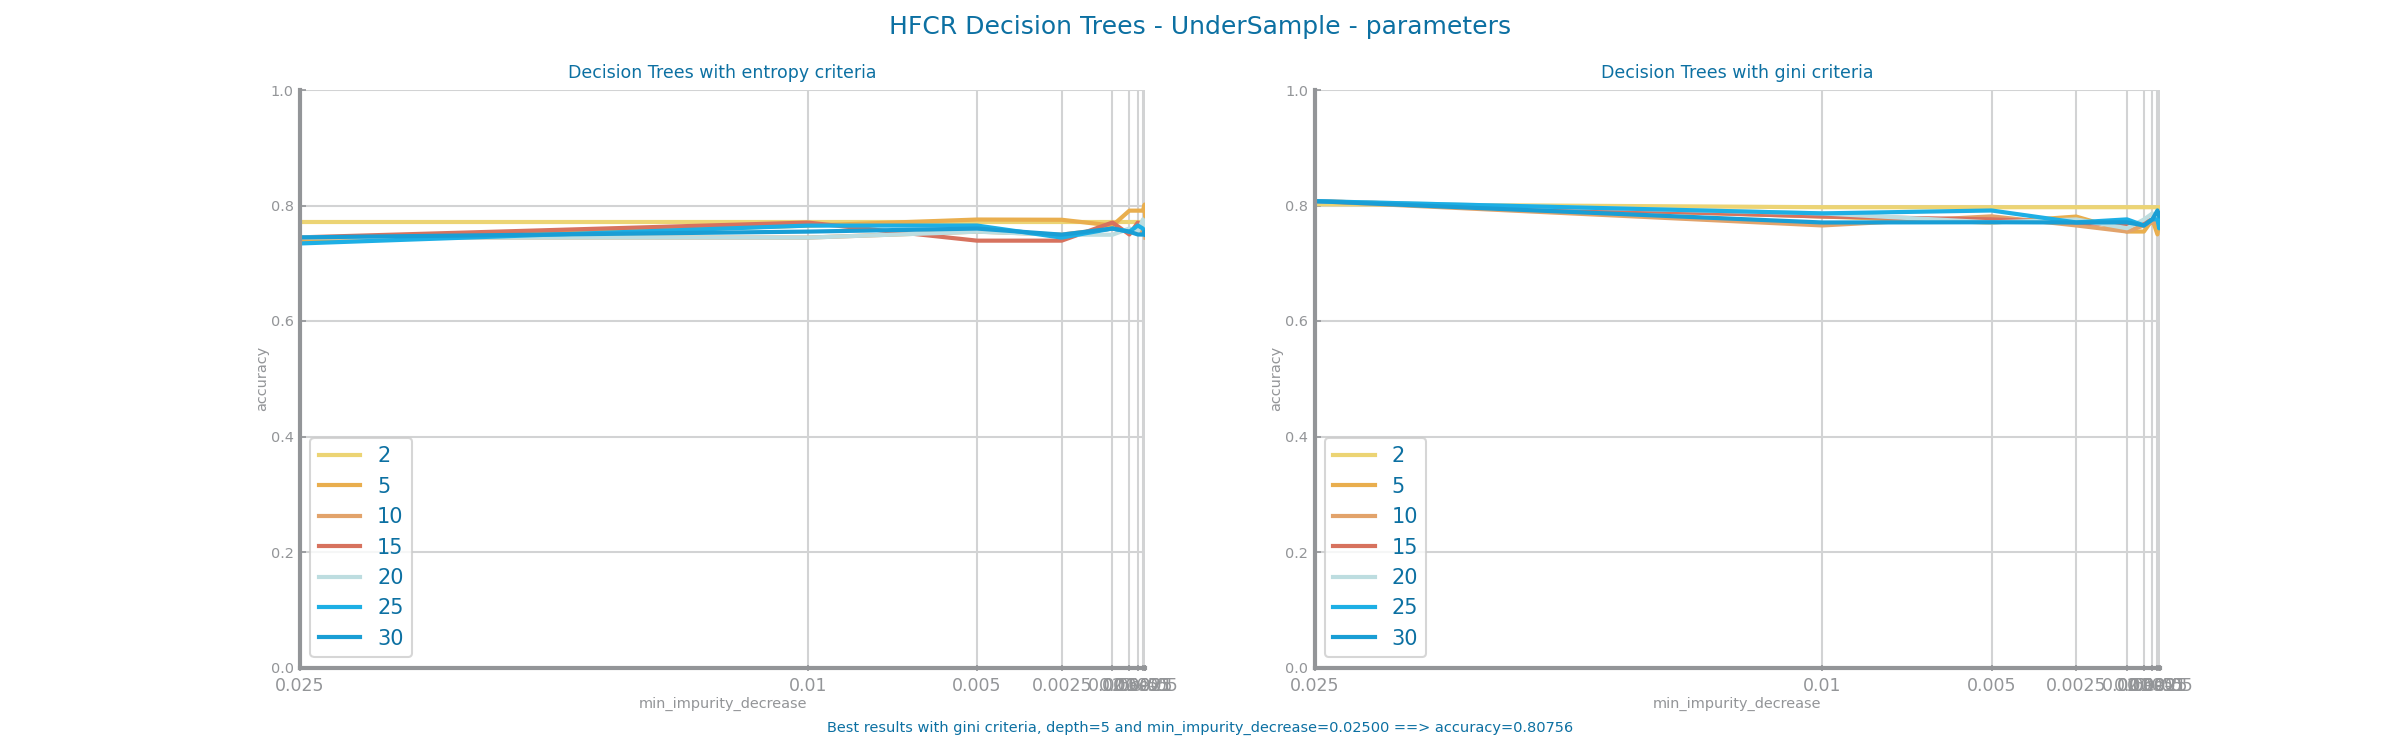 HFCR Decision Trees - UnderSample - parameters
Decision Trees with entropy criteria
1.0
0.8
0.6
0.4
0.2
0.0
accuracy
2
5
10
15
20
25
30
0.025 0.01 0.005 0.0025
min_impurity_decrease
Decision Trees with gini criteria
1.0
0.8
0.6
0.4
0.2
0.0
accuracy
2
5
10
15
20
25
30
0.025 0.01 0.005 0.0025
min_impurity_decrease
Best results with gini criteria, depth=5 and min_impurity_decrease=0.02500 ==> accuracy=0.80756